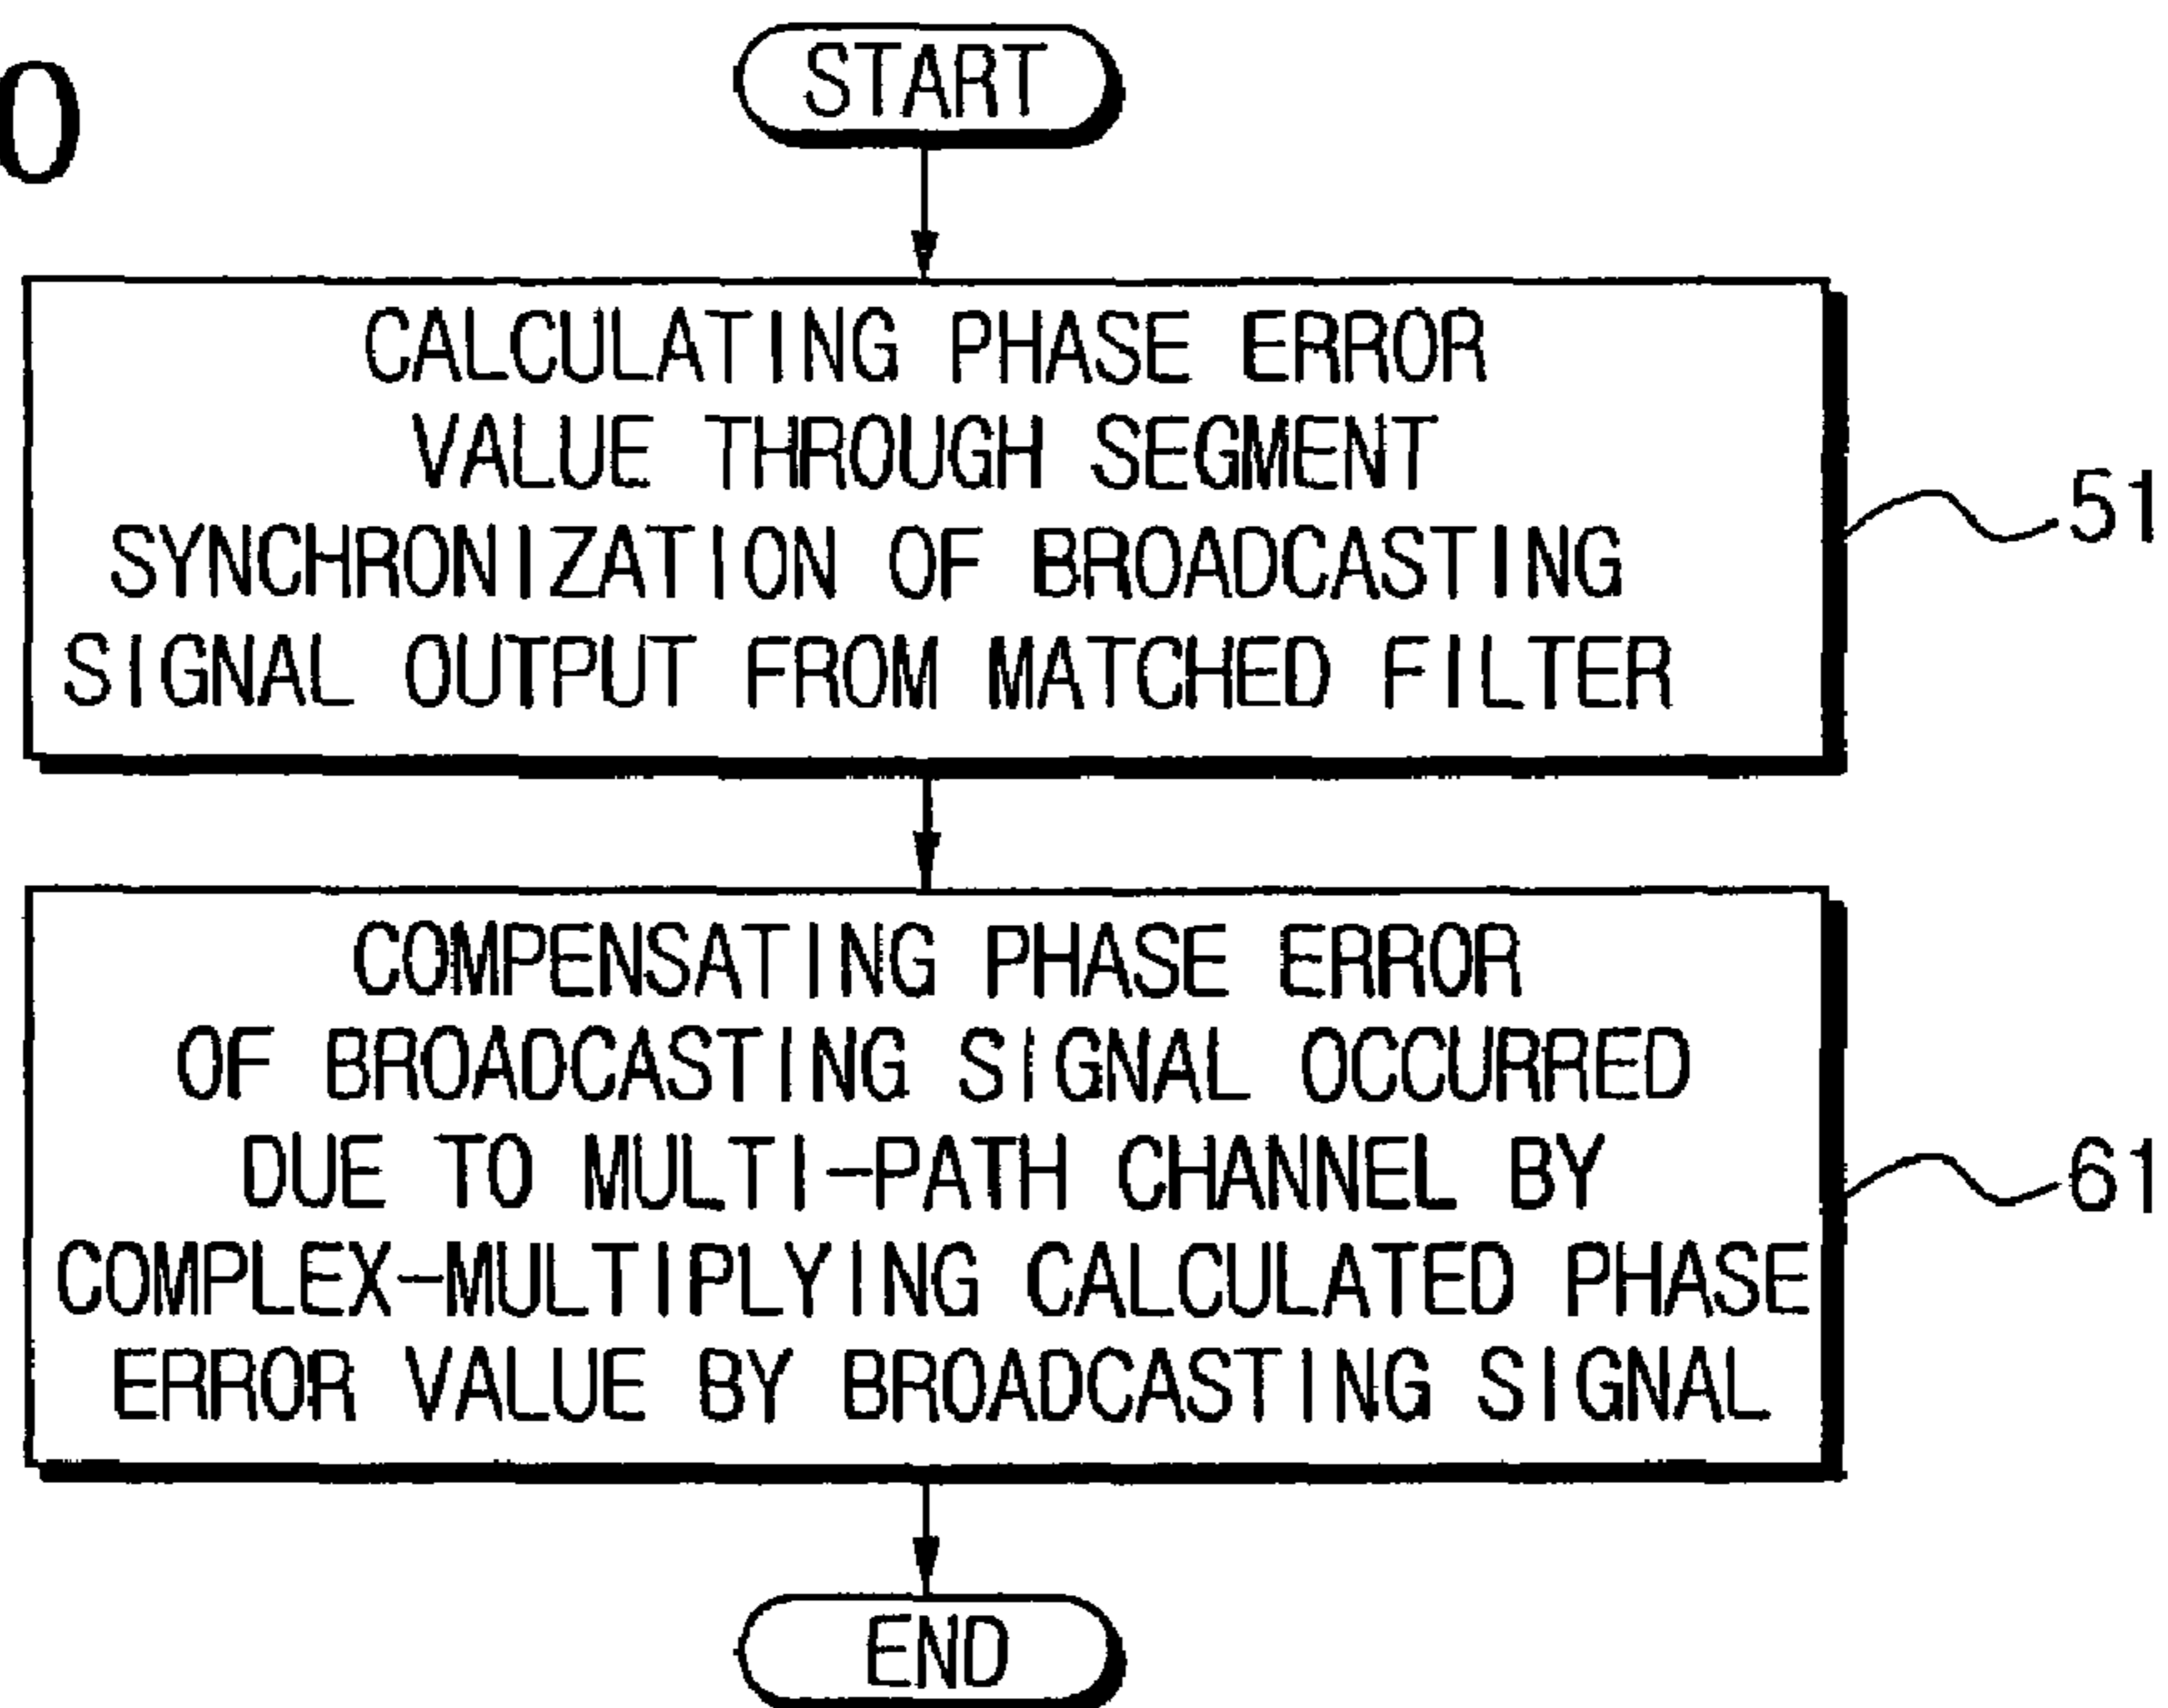 0
START
CALCULATING PHASE ERROR
VALUE THROUGH SEGMENT
SYNCHRONIZATION OF BROADCASTING
SIGNAL OUTPUT FROM MATCHED FILTER
51
COMPENSATING PHASE ERROR
OF BROADCASTING SIGNAL OCCURRED
DUE TO MULTI-PATH CHANNEL BY
COMPLEX-MULTIPLYING CALCULATED PHASE
ERROR VALUE BY BROADCASTING SIGNAL
61
END